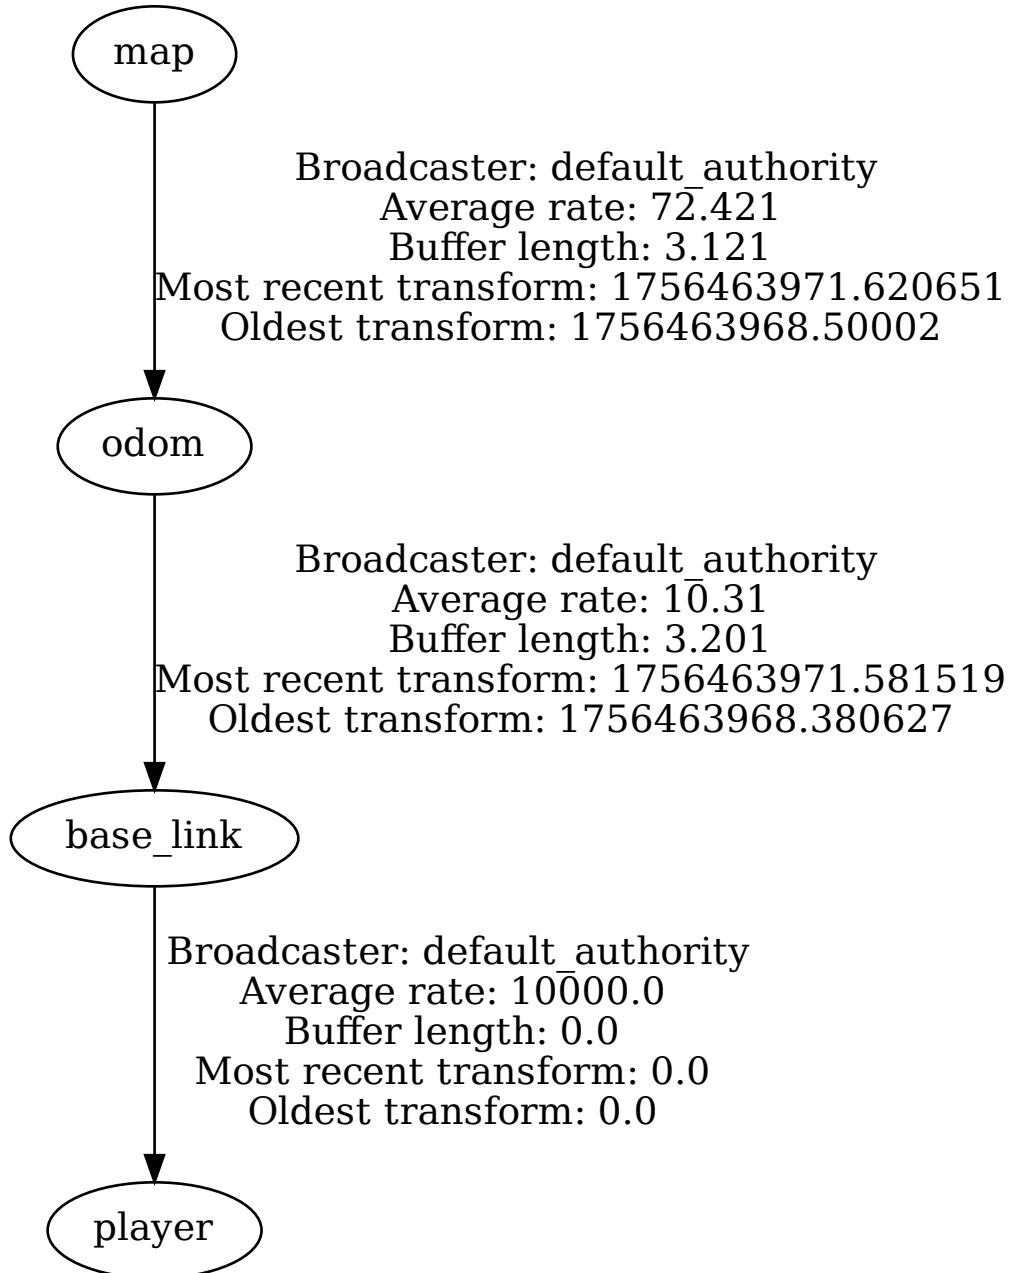 map
Broadcaster: default_authority
Average rate: 72.421
Buffer length: 3.121
Most recent transform: 1756463971.620651
Oldest transform: 1756463968.50002
odom
Broadcaster: default_authority
Average rate: 10.31
Buffer length: 3.201
Most recent transform: 1756463971.581519
Oldest transform: 1756463968.380627
base_link
Broadcaster: default_authority
Average rate: 10000.0
Buffer length: 0.0
Most recent transform: 0.0
Oldest transform: 0.0
player